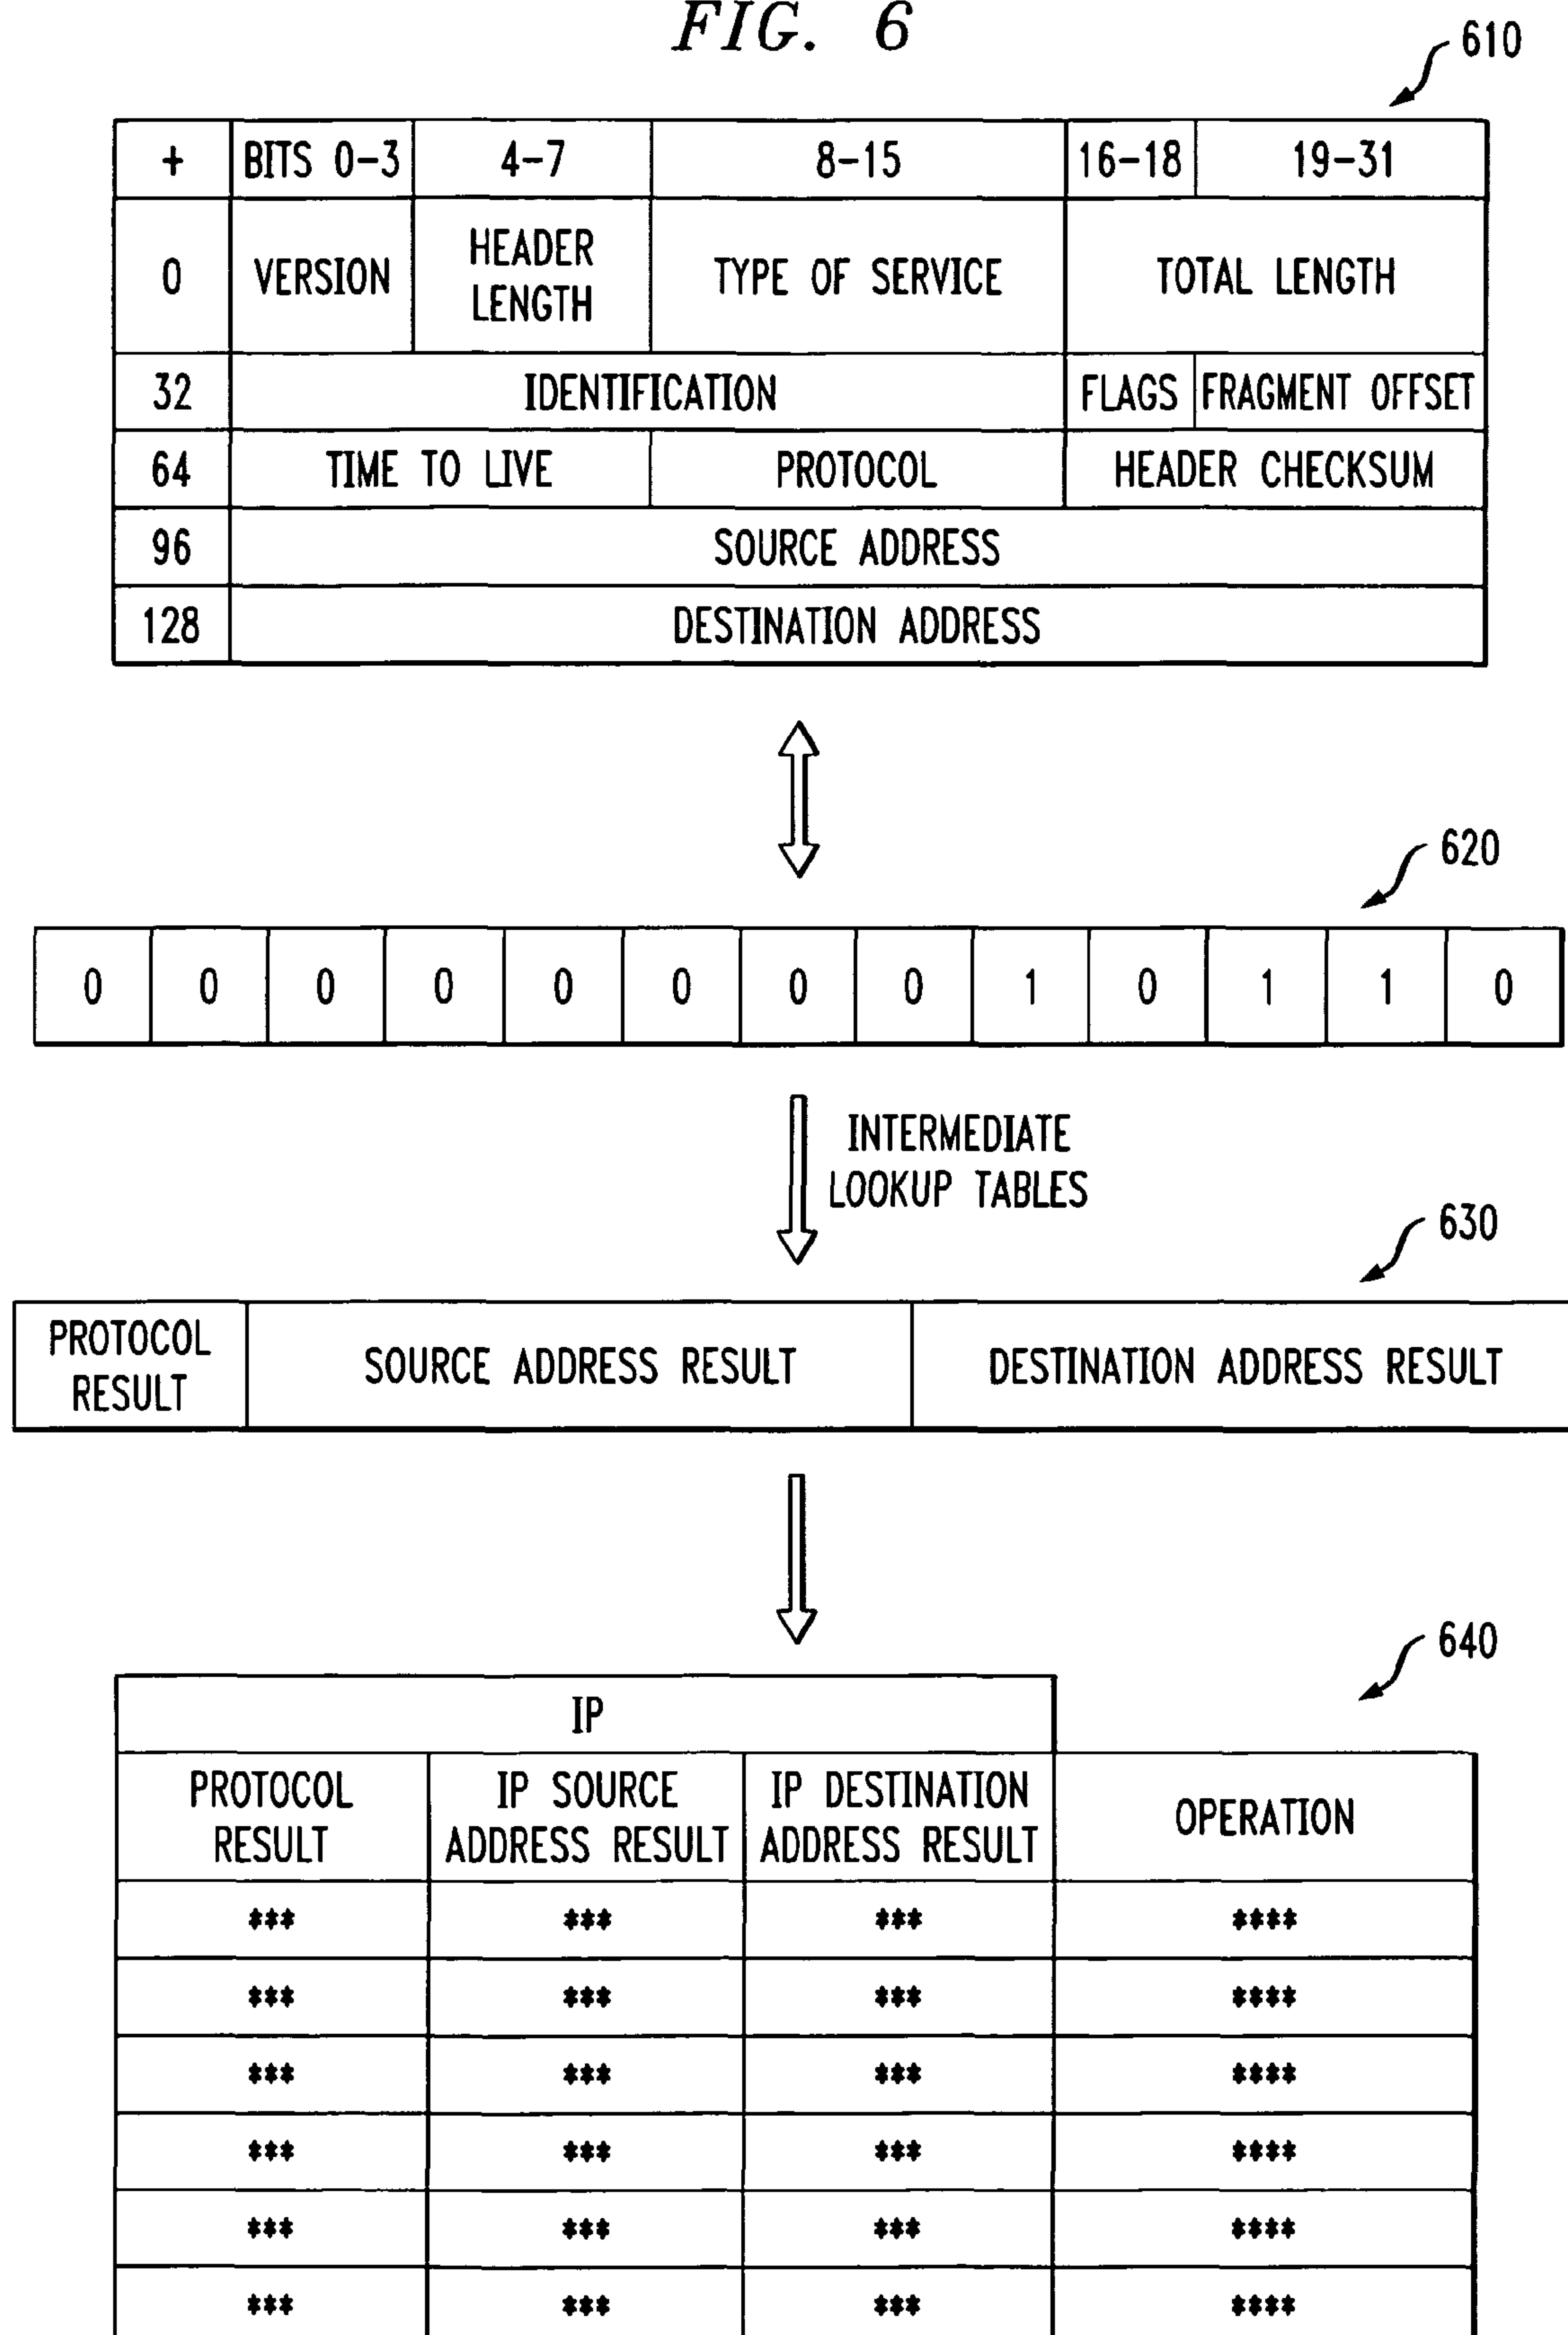 FIG. 6
610
+ BITS 0-3 4-7 8-15 16-18 19-31
0 VERSION HEADER LENGTH TYPE OF SERVICE TOTAL LENGTH
32 IDENTIFICATION FLAGS FRAGMENT OFFSET
64 TIME TO LIVE PROTOCOL HEADER CHECKSUM
96 SOURCE ADDRESS
128 DESTINATION ADDRESS
620
0 0 0 0 0 0 0 0 1 0 1 1 0
INTERMEDIATE
LOOKUP TABLES
630
PROTOCOL RESULT SOURCE ADDRESS RESULT DESTINATION ADDRESS RESULT
640
IP
PROTOCOL RESULT IP SOURCE ADDRESS RESULT IP DESTINATION ADDRESS RESULT OPERATION
*** *** *** ****
*** *** *** ****
*** *** *** ****
*** *** *** ****
*** *** *** ****
*** *** *** ****